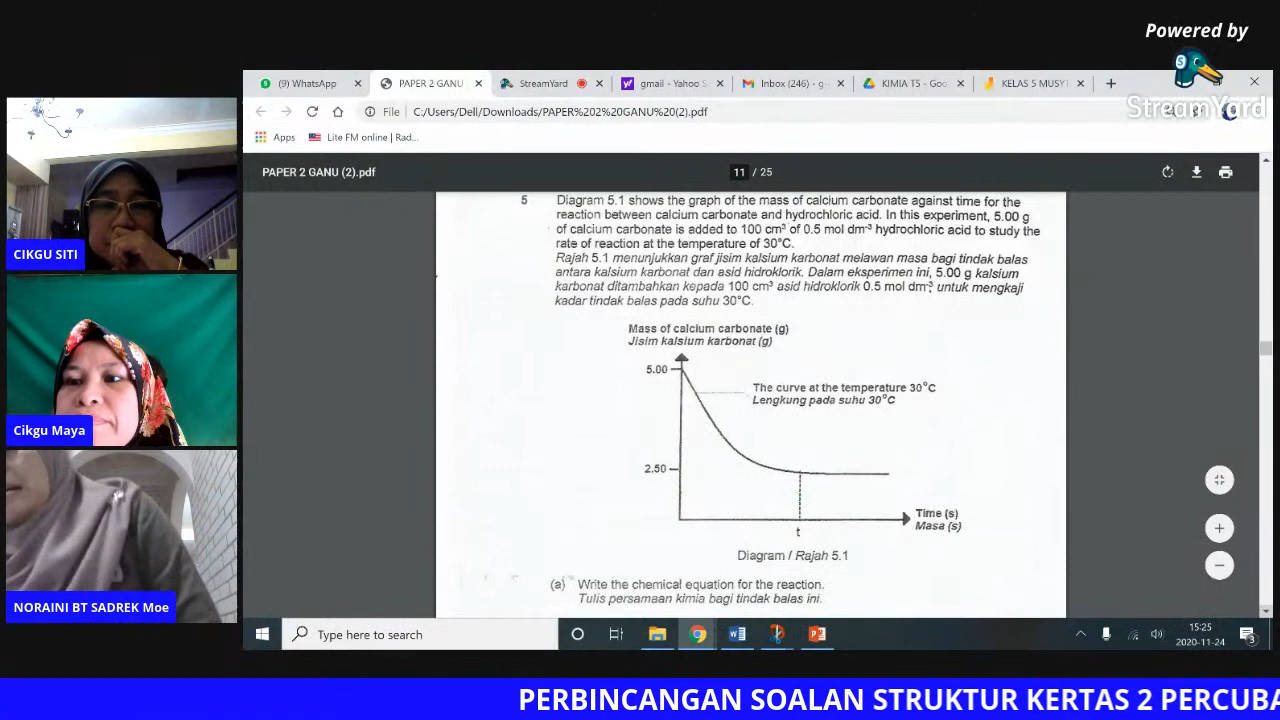 Powered by
StreamYard
(9) WhatsApp
PAPER 2 GANU
StreamYard
gmail - Yahoo S
Inbox (246) - g
KIMIA T5 - Goo
KELAS 5 MUSYT
File
C:/Users/Dell/Downloads/PAPER%202%20GANU%20(2).pdf
Apps
Lite FM online | Rad...
PAPER 2 GANU (2).pdf
11 / 25
5 Diagram 5.1 shows the graph of the mass of calcium carbonate against time for the
reaction between calcium carbonate and hydrochloric acid. In this experiment, 5.00 g
of calcium carbonate is added to 100 cm³ of 0.5 mol dm⁻³ hydrochloric acid to study the
rate of reaction at the temperature of 30°C.
Rajah 5.1 menunjukkan graf jisim kalsium karbonat melawan masa bagi tindak balas
antara kalsium karbonat dan asid hidroklorik. Dalam eksperimen ini, 5.00 g kalsium
karbonat ditambahkan kepada 100 cm³ asid hidroklorik 0.5 mol dm⁻³ untuk mengkaji
kadar tindak balas pada suhu 30°C.
Mass of calcium carbonate (g)
Jisim kalsium karbonat (g)
5.00
The curve at the temperature 30°C
Lengkung pada suhu 30°C
2.50
Time (s)
Masa (s)
t
Diagram / Rajah 5.1
(a) Write the chemical equation for the reaction.
Tulis persamaan kimia bagi tindak balas ini.
CIKGU SITI
Cikgu Maya
NORAINI BT SADREK Moe
Type here to search
15:25
2020-11-24
3
PERBINCANGAN SOALAN STRUKTUR KERTAS 2 PERCUBA